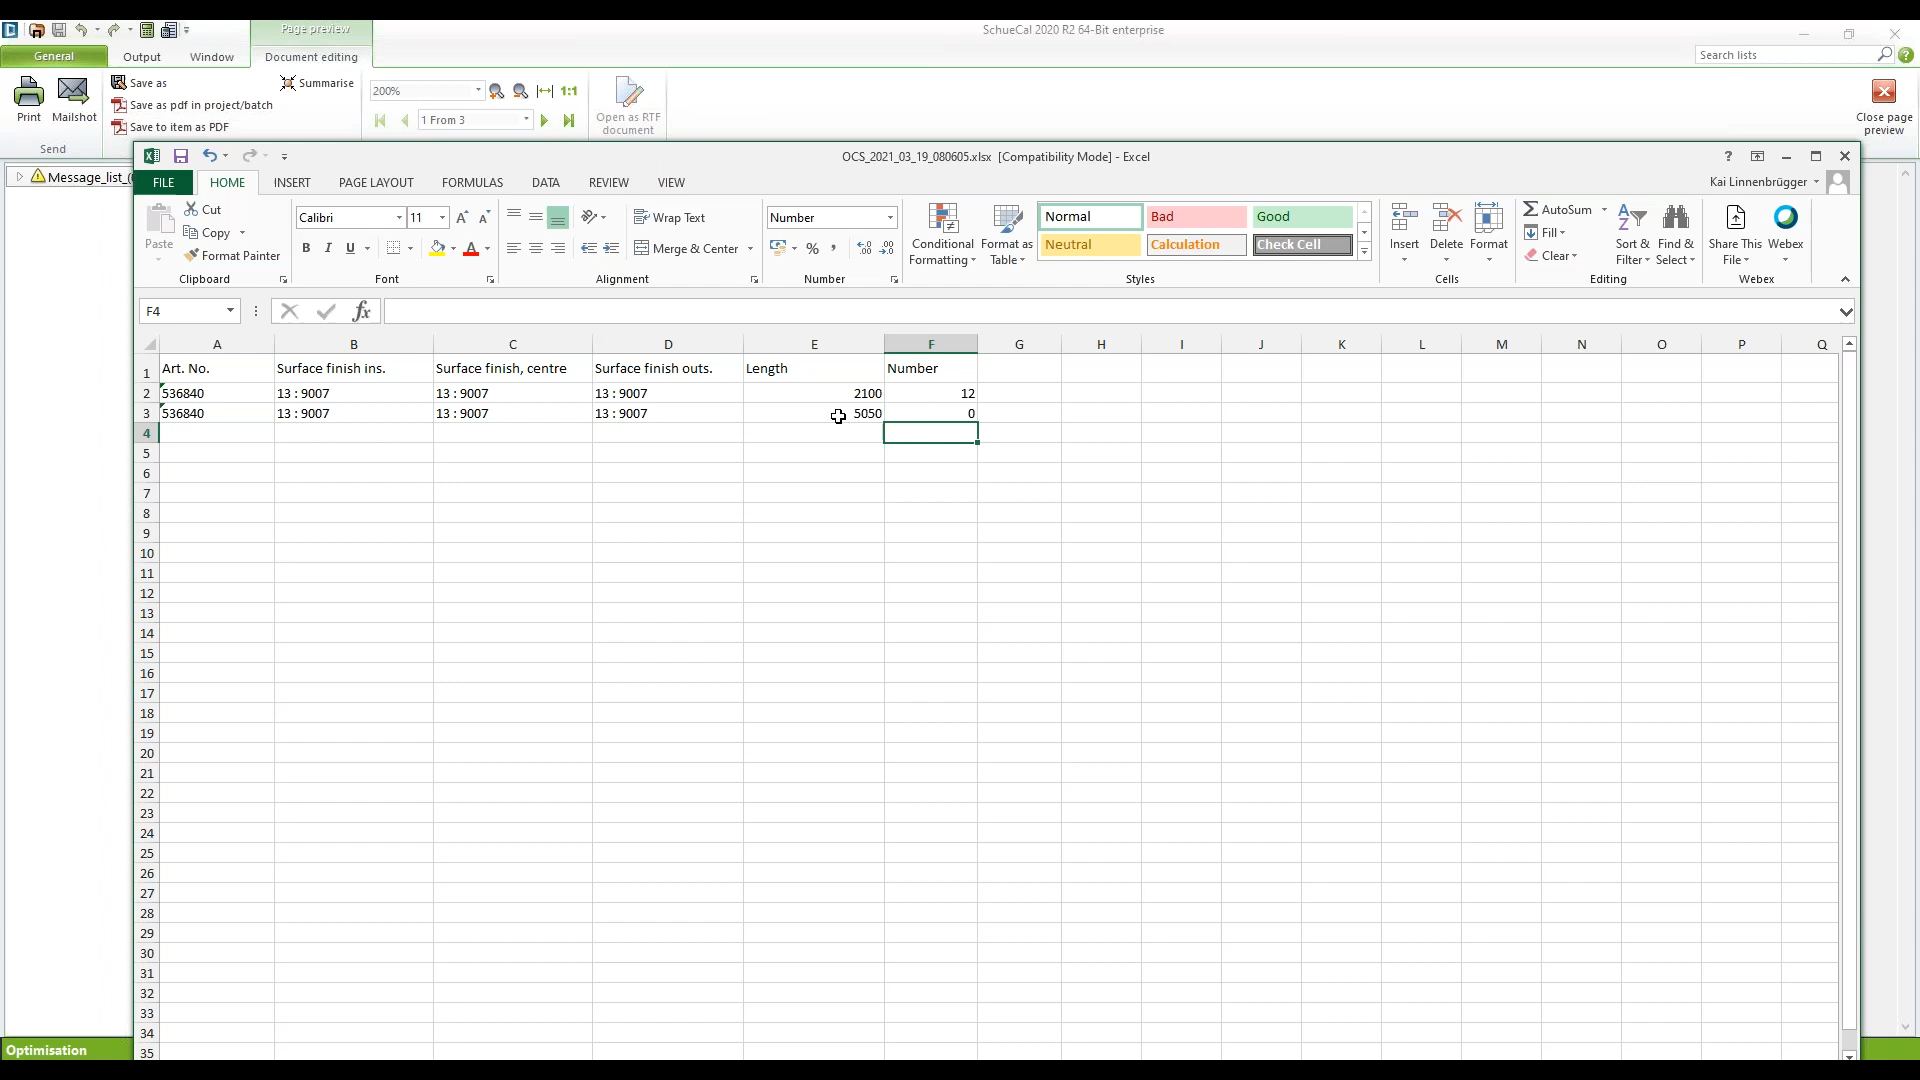 Page preview
SchueCal 2020 R2 64-Bit enterprise
General Output Window Document editing
Search lists
Print
Mailshot
Send
Save as
Save as pdf in project/batch
Save to item as PDF
Summarise
200%
1:1
1 From 3
Open as RTF
document
Close page
preview
OCS_2021_03_19_080605.xlsx [Compatibility Mode] - Excel
Message_list_(
FILE HOME INSERT PAGE LAYOUT FORMULAS DATA REVIEW VIEW
Kai Linnenbrügger
Paste
Cut
Copy
Format Painter
Clipboard
Calibri 11
B I U
Font
Wrap Text
Merge & Center
Alignment
Number
%
Number
Conditional
Formatting
Format as
Table
Normal Bad Good
Neutral Calculation Check Cell
Styles
Insert Delete Format
Cells
AutoSum
Fill
Clear
Sort &
Filter
Find &
Select
Editing
Share This
File
Webex
Webex
F4
fx
A B C D E F G H I J K L M N O P Q
1 Art. No. Surface finish ins. Surface finish, centre Surface finish outs. Length Number
2 536840 13 : 9007 13 : 9007 13 : 9007 2100 12
3 536840 13 : 9007 13 : 9007 13 : 9007 5050 0
4
5
6
7
8
9
10
11
12
13
14
15
16
17
18
19
20
21
22
23
24
25
26
27
28
29
30
31
32
33
34
35
Optimisation